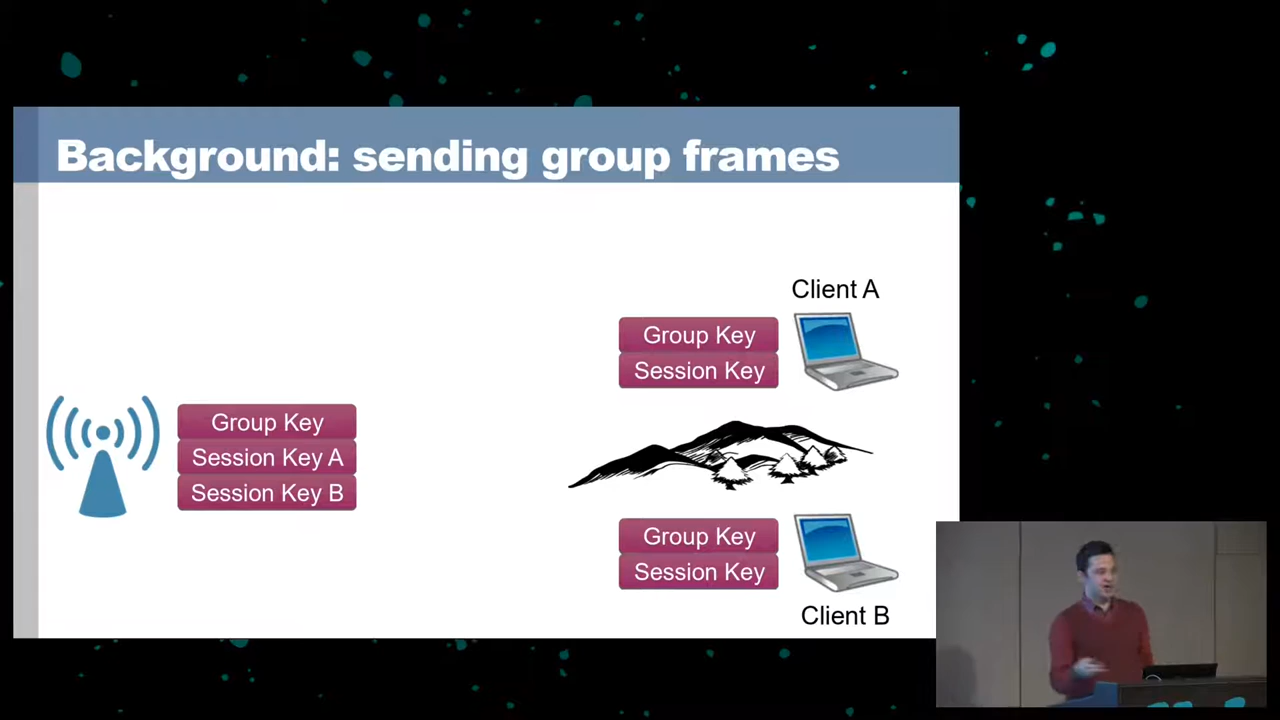 Background: sending group frames
Client A
Group Key
Session Key
Group Key
Session Key A
Session Key B
Group Key
Session Key
Client B